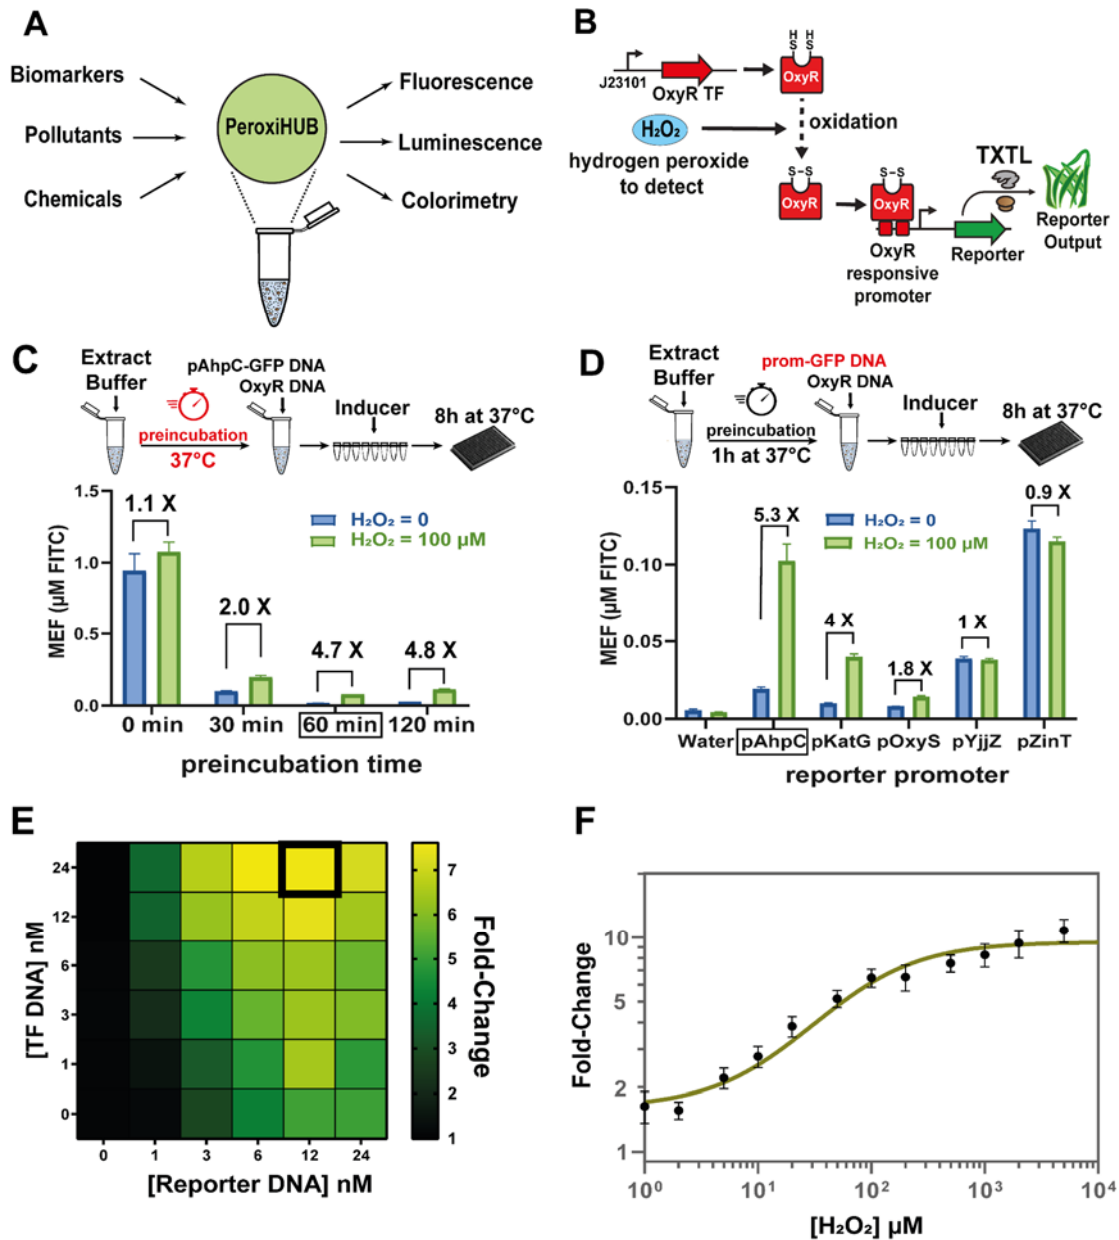 A
Biomarkers
Pollutants
Chemicals
PeroxiHUB
Fluorescence
Luminescence
Colorimetry
B
J23101
OxyR TF
H S
H S
OxyR
H₂O₂
oxidation
hydrogen peroxide
to detect
S-S
OxyR
S-S
OxyR
OxyR
responsive
promoter
TXTL
Reporter
Reporter
Output
C
Extract
Buffer
preincubation
37°C
pAhpC-GFP DNA
OxyR DNA
Inducer
8h at 37°C
MEF (μM FITC)
1.5
1.0
0.5
0.0
H₂O₂ = 0
H₂O₂ = 100 μM
1.1 X
2.0 X
4.7 X
4.8 X
0 min
30 min
60 min
120 min
preincubation time
D
Extract
Buffer
preincubation
1h at 37°C
prom-GFP DNA
OxyR DNA
Inducer
8h at 37°C
MEF (μM FITC)
0.15
0.10
0.05
0.00
H₂O₂ = 0
H₂O₂ = 100 μM
5.3 X
4 X
1.8 X
1 X
0.9 X
Water
pAhpC
pKatG
pOxyS
pYjjZ
pZinT
reporter promoter
E
[TF DNA] nM
24
12
6
3
1
0
0
1
3
6
12
24
[Reporter DNA] nM
7
6
5
4
3
2
1
Fold-Change
F
Fold-Change
10
5
2
1
10⁰
10¹
10²
10³
10⁴
[H₂O₂] μM